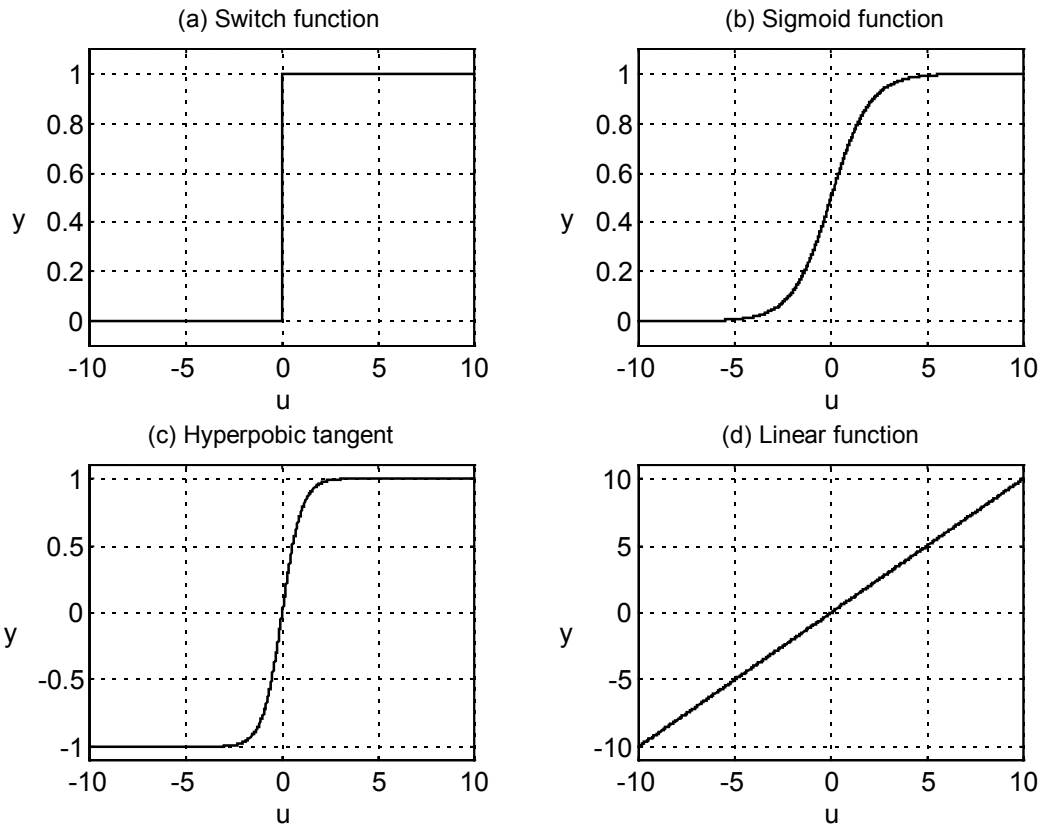 (a) Switch function
1
0.8
0.6
y
0.4
0.2
0
-10 -5 0 5 10
u
(b) Sigmoid function
1
0.8
0.6
y
0.4
0.2
0
-10 -5 0 5 10
u
(c) Hyperpobic tangent
1
0.5
0
y
-0.5
-1
-10 -5 0 5 10
u
(d) Linear function
10
5
0
y
-5
-10
-10 -5 0 5 10
u